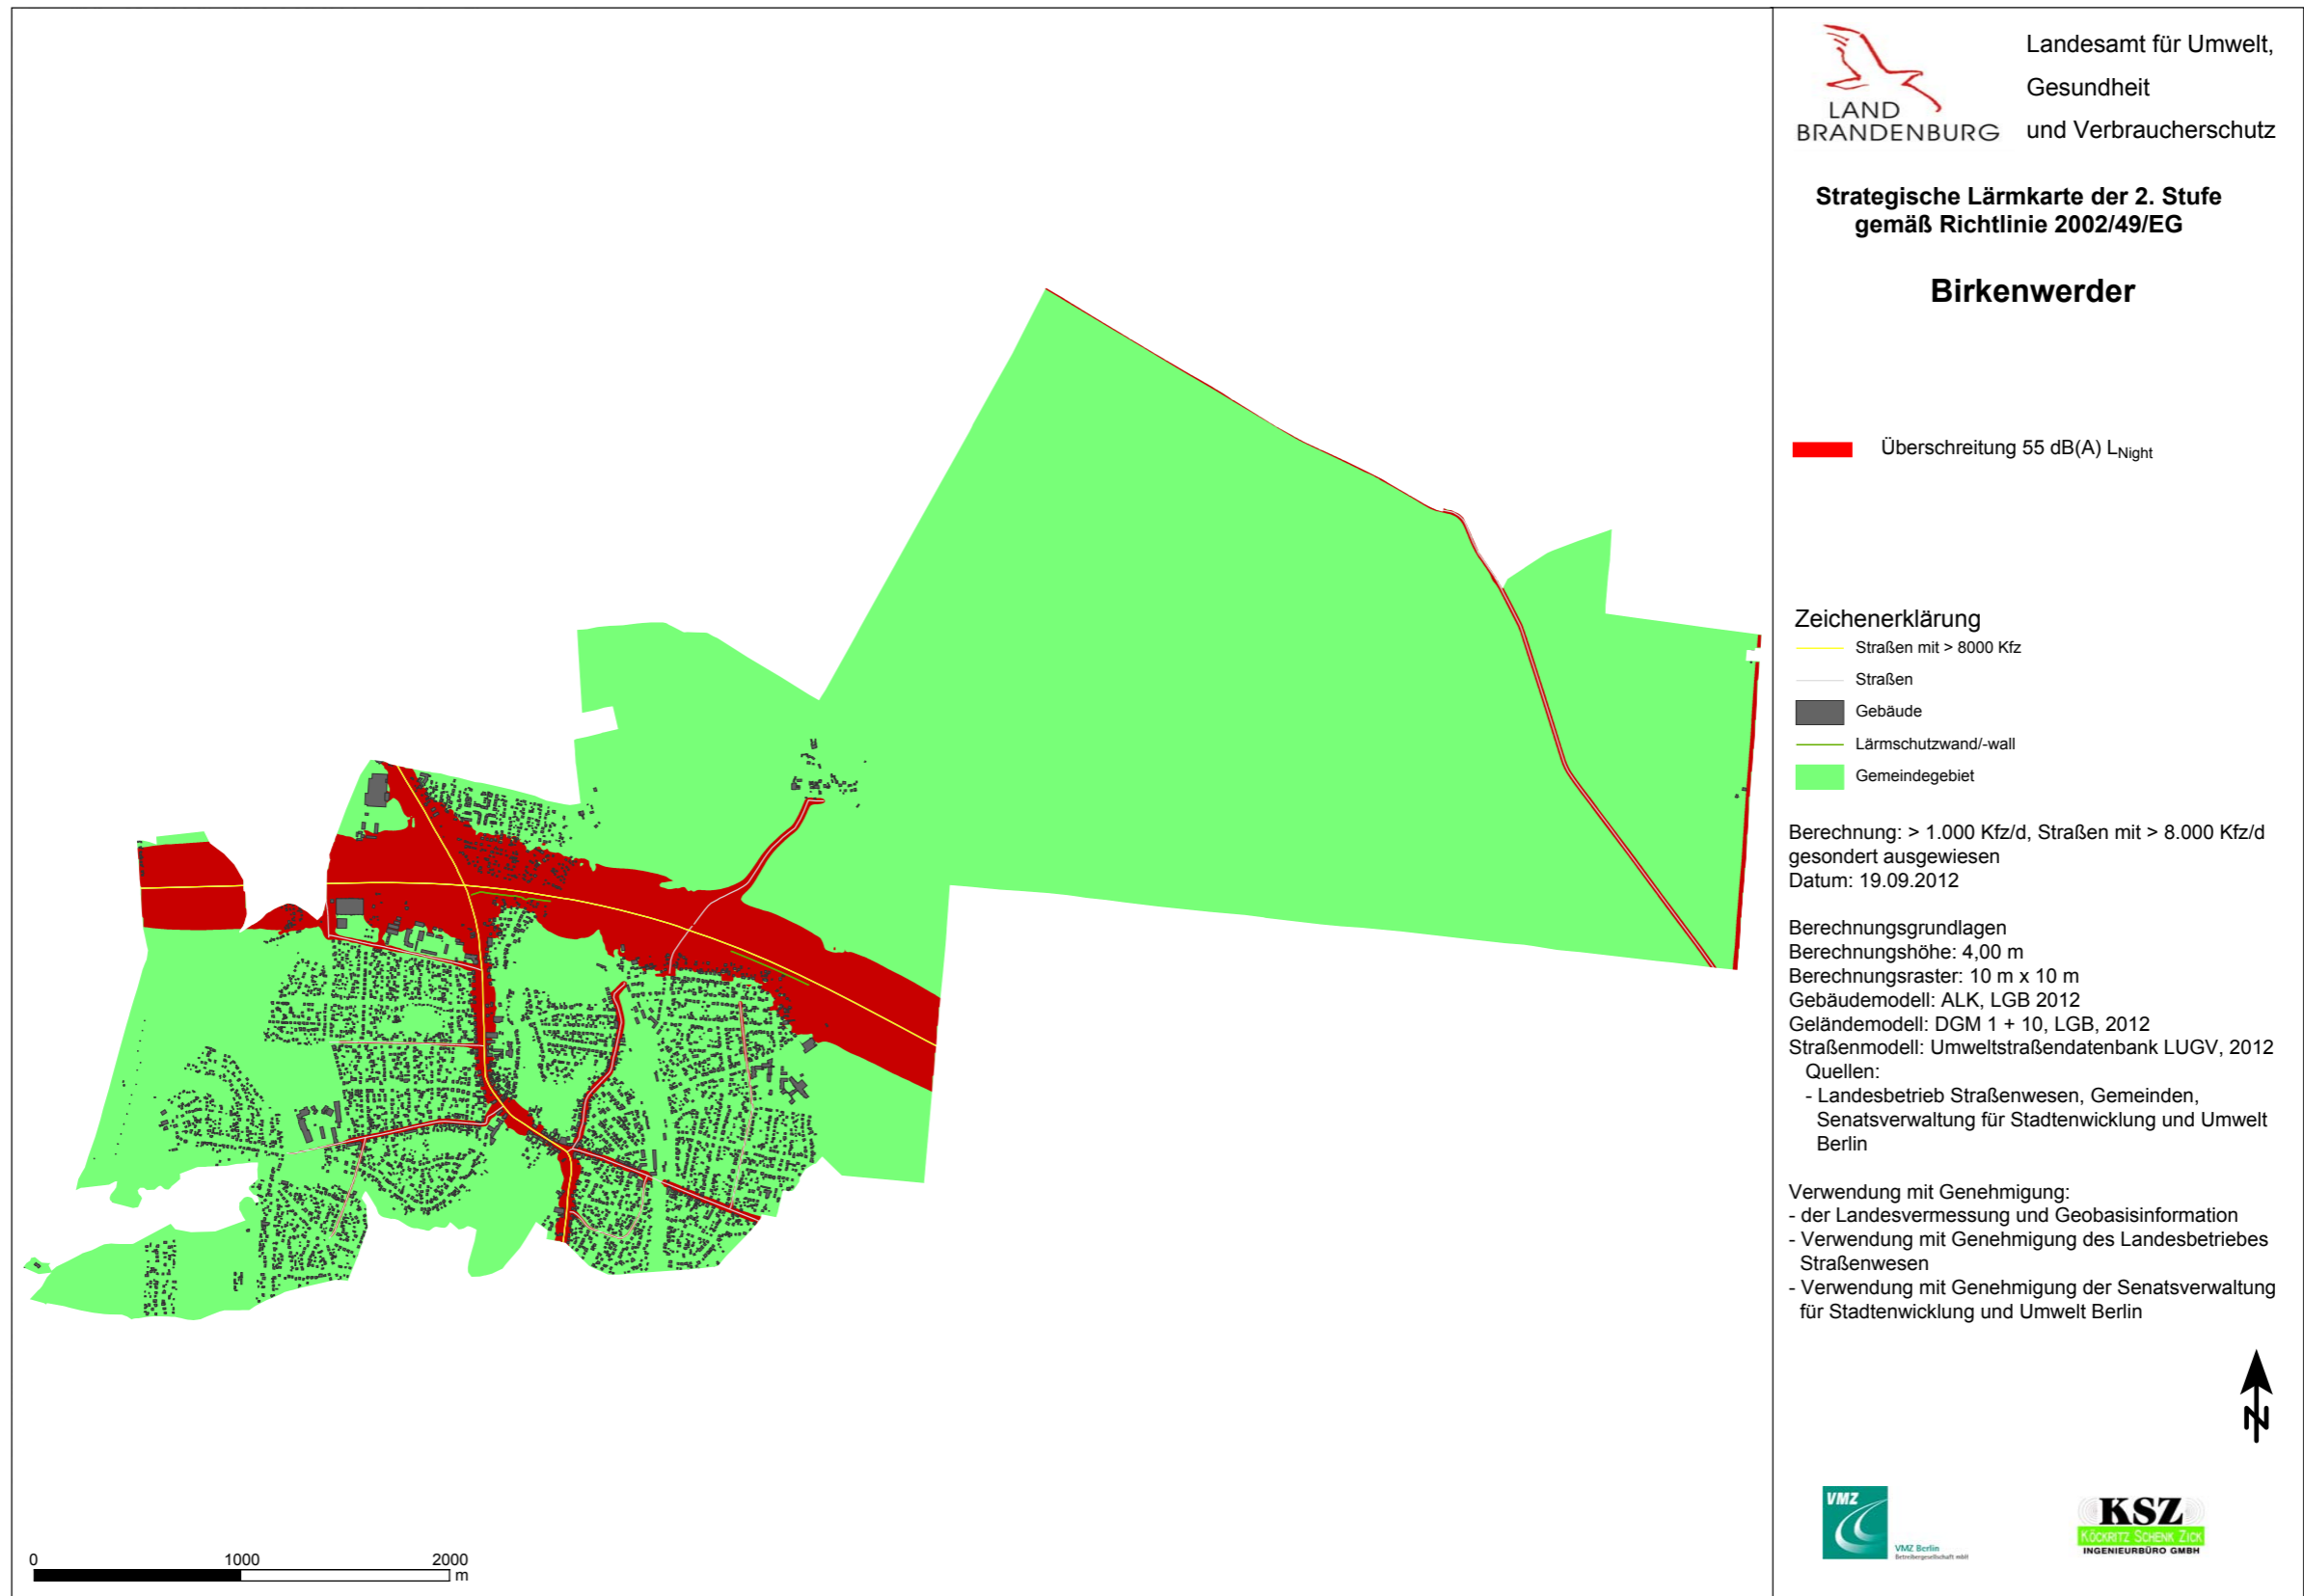 LAND
BRANDENBURG
Landesamt für Umwelt,
Gesundheit
und Verbraucherschutz
Strategische Lärmkarte der 2. Stufe
gemäß Richtlinie 2002/49/EG
Birkenwerder
Überschreitung 55 dB(A) LNight
Zeichenerklärung
Straßen mit > 8000 Kfz
Straßen
Gebäude
Lärmschutzwand/-wall
Gemeindegebiet
Berechnung: > 1.000 Kfz/d, Straßen mit > 8.000 Kfz/d
gesondert ausgewiesen
Datum: 19.09.2012
Berechnungsgrundlagen
Berechnungshöhe: 4,00 m
Berechnungsraster: 10 m x 10 m
Gebäudemodell: ALK, LGB 2012
Geländemodell: DGM 1 + 10, LGB, 2012
Straßenmodell: Umweltstraßendatenbank LUGV, 2012
Quellen:
- Landesbetrieb Straßenwesen, Gemeinden,
Senatsverwaltung für Stadtenwicklung und Umwelt
Berlin
Verwendung mit Genehmigung:
- der Landesvermessung und Geobasisinformation
- Verwendung mit Genehmigung des Landesbetriebes
Straßenwesen
- Verwendung mit Genehmigung der Senatsverwaltung
für Stadtenwicklung und Umwelt Berlin
N
VMZ
VMZ Berlin
Betreibergesellschaft mbH
KSZ
KÖCKRITZ SCHENK ZICK
INGENIEURBÜRO GMBH
0 1000 2000
m